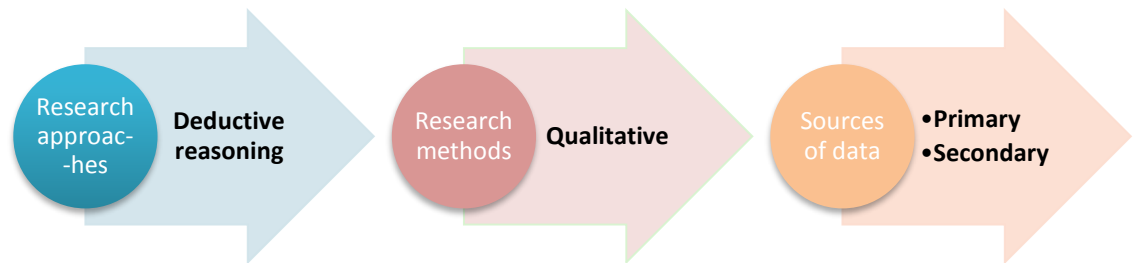 Research
approac-
-hes
Deductive
reasoning
Research
methods
Qualitative
Sources
of data
•Primary
•Secondary